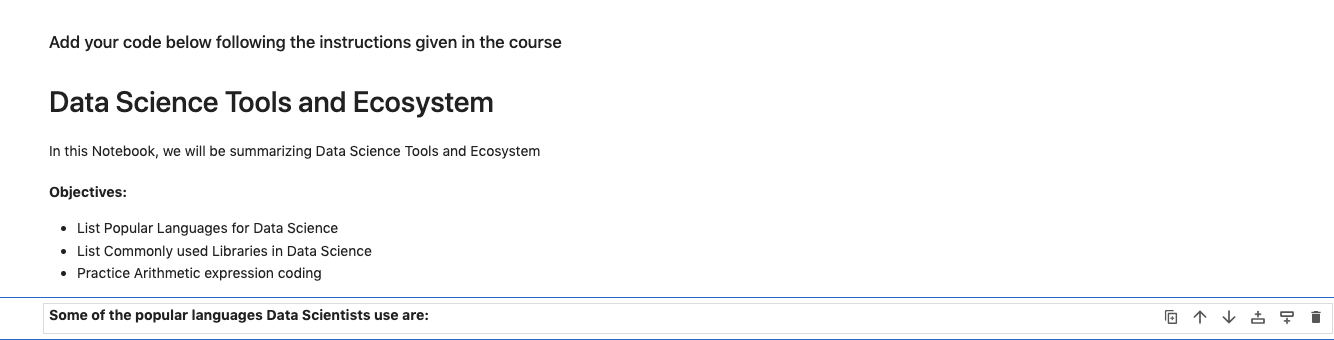 Add your code below following the instructions given in the course
Data Science Tools and Ecosystem
In this Notebook, we will be summarizing Data Science Tools and Ecosystem
Objectives:
• List Popular Languages for Data Science
• List Commonly used Libraries in Data Science
• Practice Arithmetic expression coding
Some of the popular languages Data Scientists use are: